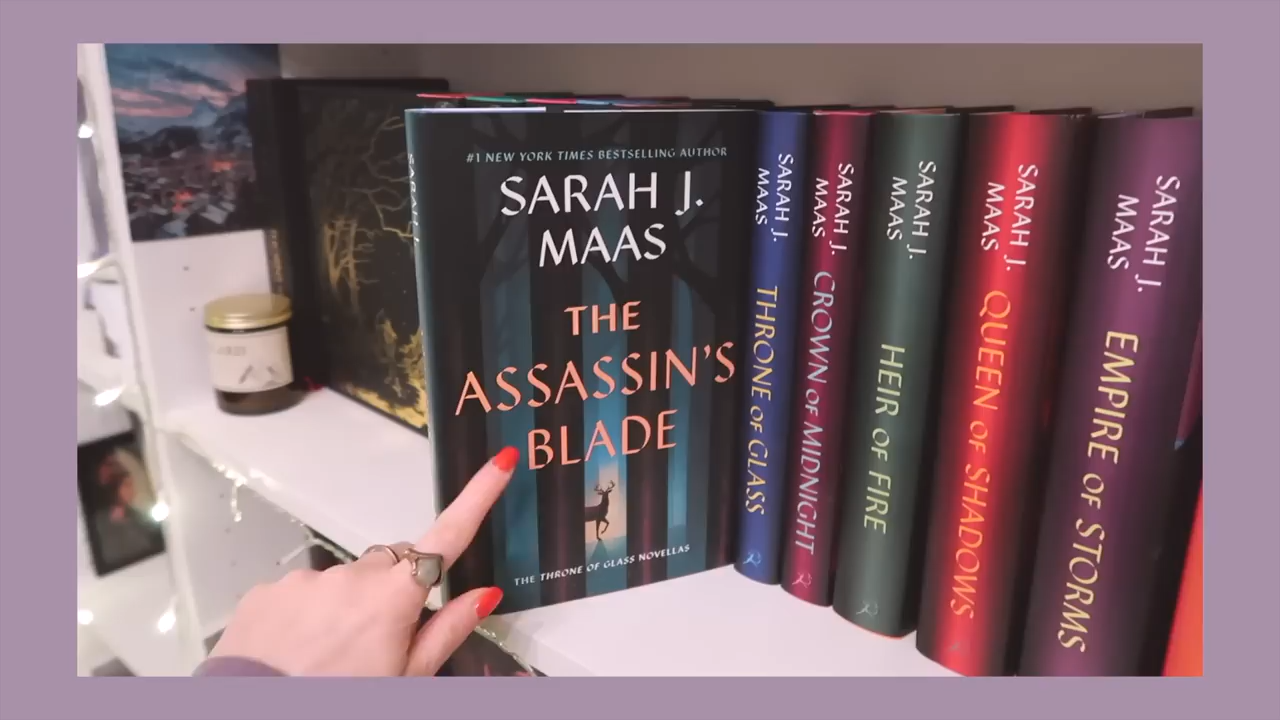 #1 NEW YORK TIMES BESTSELLING AUTHOR
SARAH J.
MAAS
THE
ASSASSIN'S
BLADE
THE THRONE OF GLASS NOVELLAS
SARAH J.
MAAS
THRONE OF GLASS
SARAH J.
MAAS
CROWN OF MIDNIGHT
SARAH J.
MAAS
HEIR OF FIRE
SARAH J.
MAAS
QUEEN OF SHADOWS
SARAH J.
MAAS
EMPIRE OF STORMS